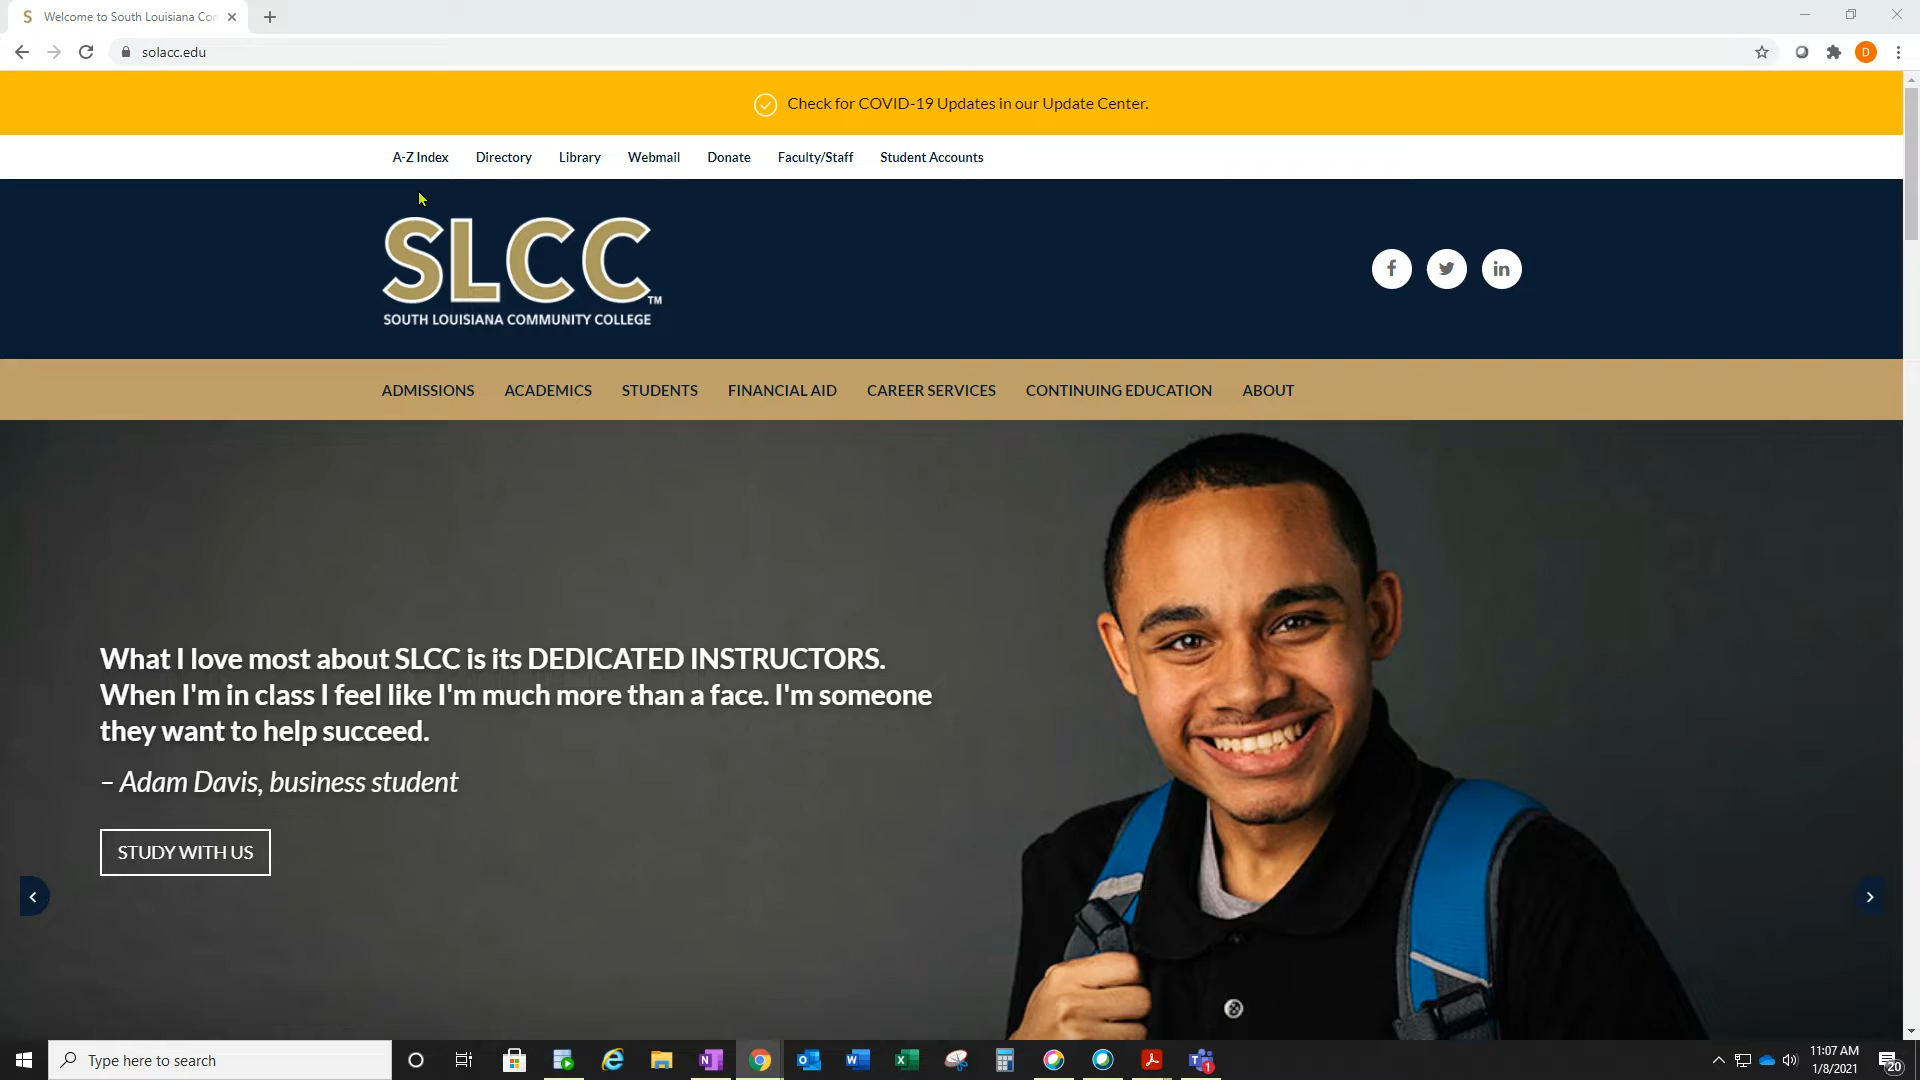 Welcome to South Louisiana Con
solacc.edu
D
Check for COVID-19 Updates in our Update Center.
A-Z Index Directory Library Webmail Donate Faculty/Staff Student Accounts
SLCC™
SOUTH LOUISIANA COMMUNITY COLLEGE
ADMISSIONS ACADEMICS STUDENTS FINANCIAL AID CAREER SERVICES CONTINUING EDUCATION ABOUT
What I love most about SLCC is its DEDICATED INSTRUCTORS.
When I'm in class I feel like I'm much more than a face. I'm someone
they want to help succeed.
– Adam Davis, business student
STUDY WITH US
Type here to search
11:07 AM
1/8/2021
20